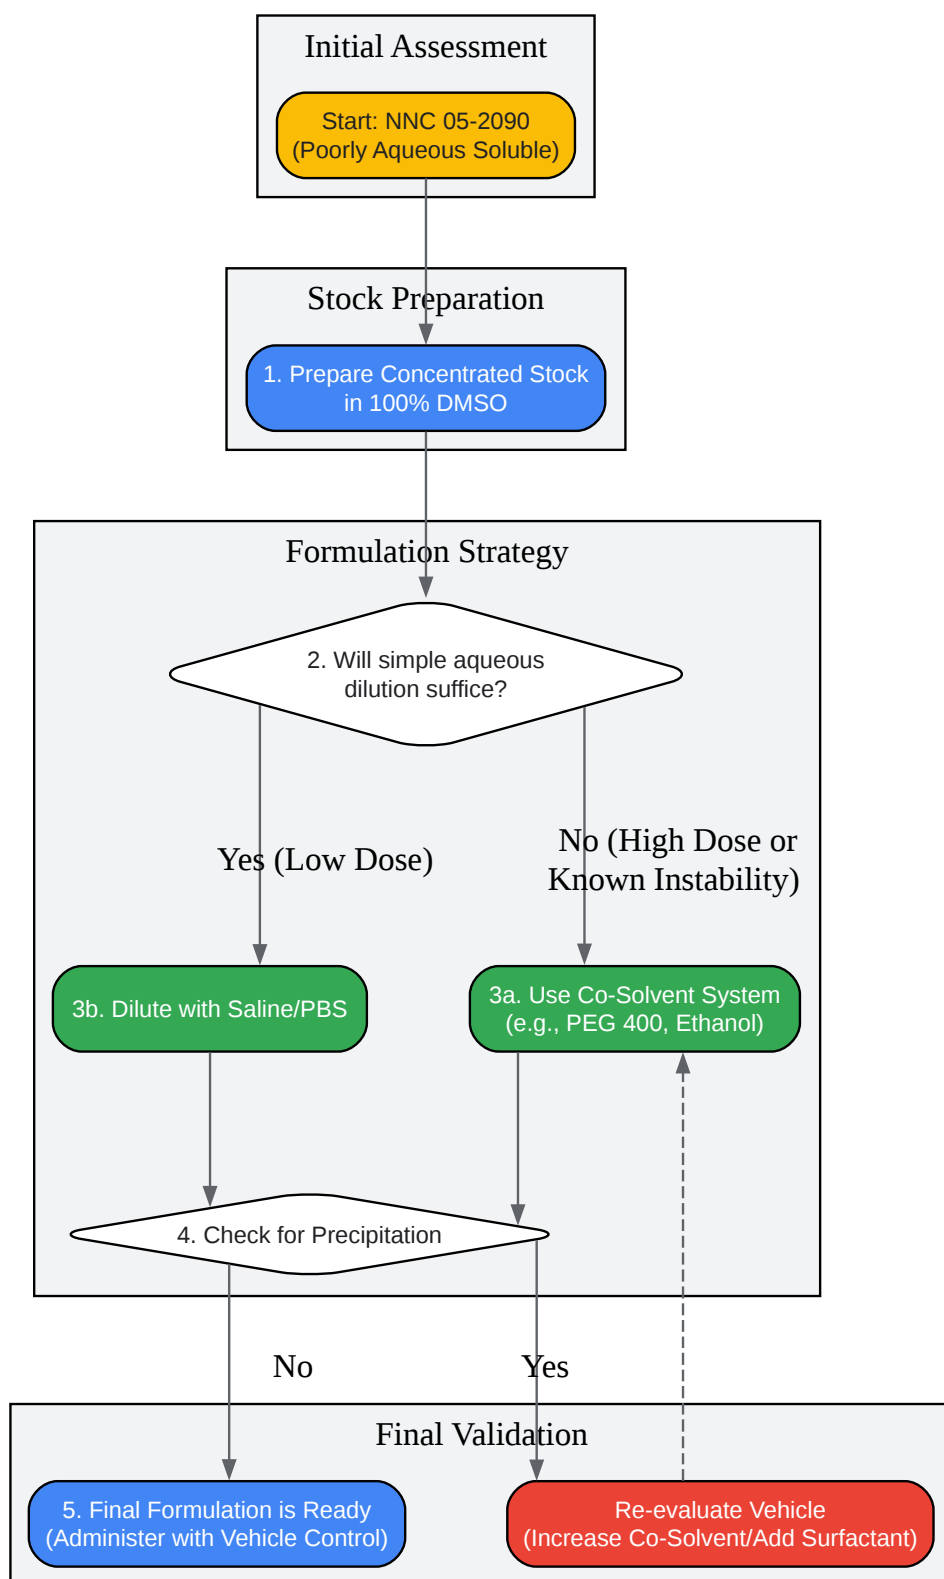 Initial Assessment
Start: NNC 05-2090
(Poorly Aqueous Soluble)
Stock Preparation
1. Prepare Concentrated Stock
in 100% DMSO
Formulation Strategy
2. Will simple aqueous
dilution suffice?
Yes (Low Dose)
No (High Dose or
Known Instability)
3b. Dilute with Saline/PBS
3a. Use Co-Solvent System
(e.g., PEG 400, Ethanol)
4. Check for Precipitation
No
Yes
Final Validation
5. Final Formulation is Ready
(Administer with Vehicle Control)
Re-evaluate Vehicle
(Increase Co-Solvent/Add Surfactant)